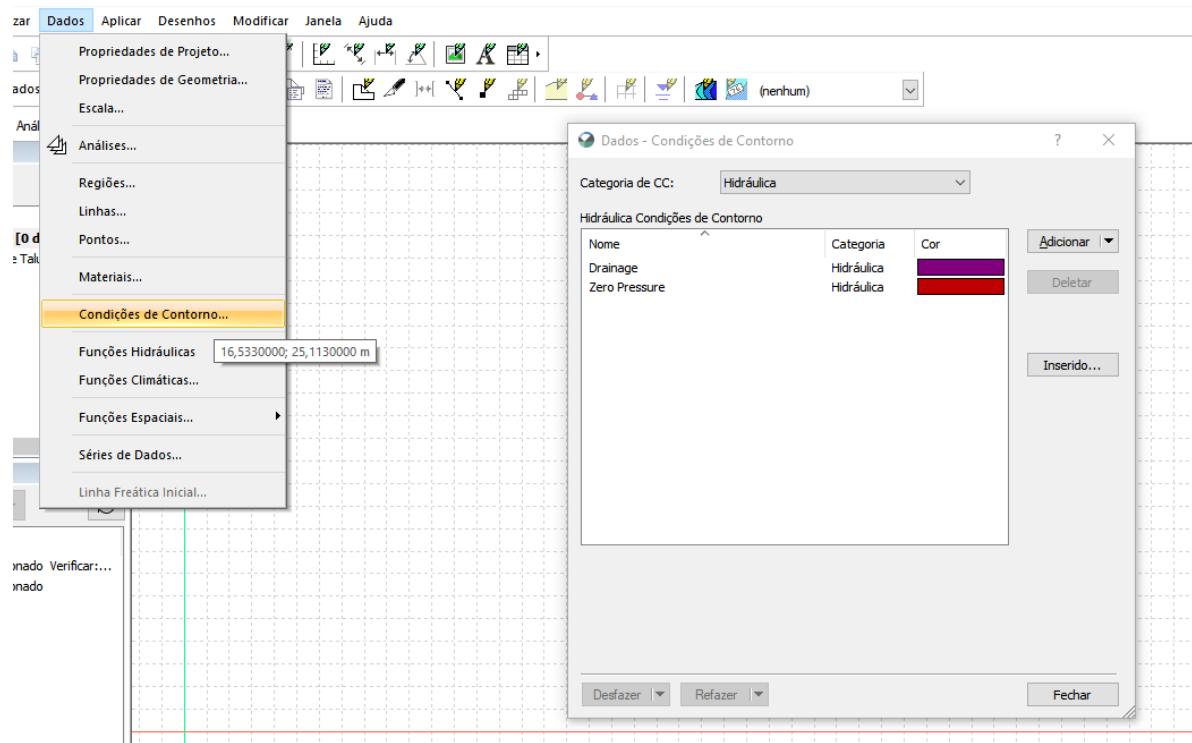 zar Dados Aplicar Desenhos Modificar Janela Ajuda
Propriedades de Projeto...
ados
Propriedades de Geometria...
(nenhum)
Escala...
Anál
Análises...
Regiões...
Linhas...
[0 d
Pontos...
e Talu
Materiais...
Condições de Contorno...
Funções Hidráulicas
16,5330000; 25,1130000 m
Funções Climáticas...
Funções Espaciais...
Séries de Dados...
Linha Freática Inicial...
onado Verificar:...
onado
Dados - Condições de Contorno ? ×
Categoria de CC: Hidráulica
Hidráulica Condições de Contorno
Nome Categoria Cor
Drainage Hidráulica
Zero Pressure Hidráulica
Adicionar
Deletar
Inserido...
Desfazer Refazer Fechar